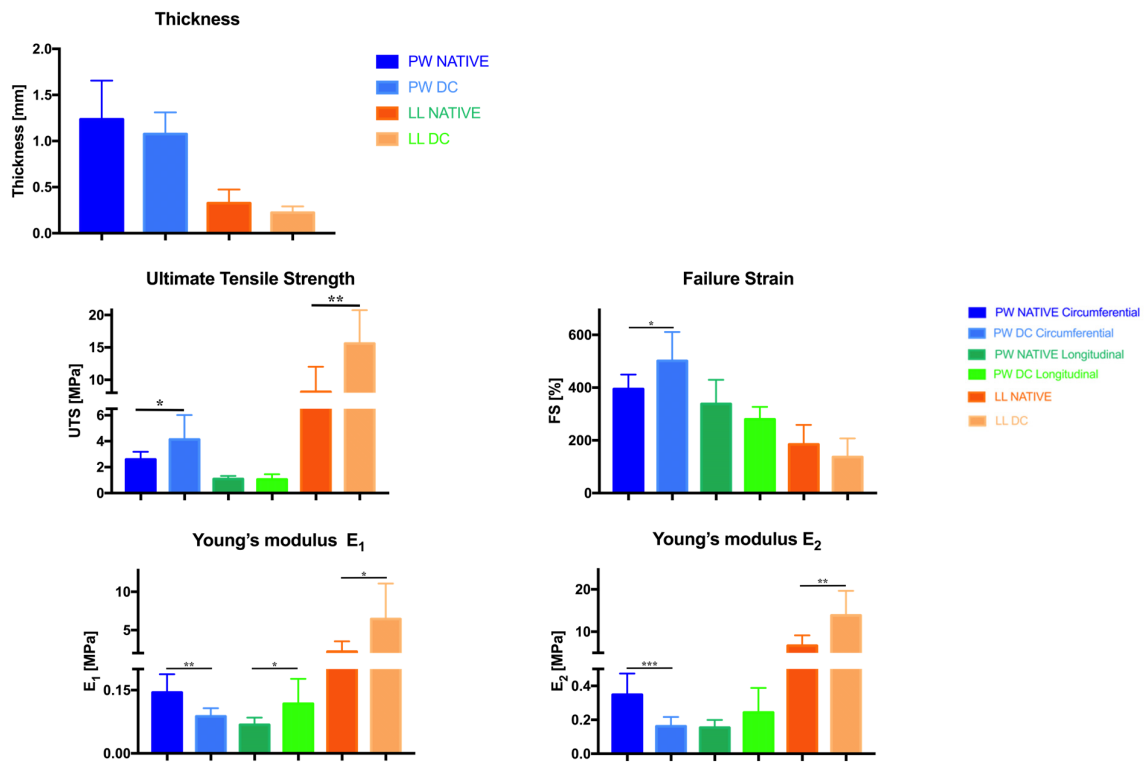 Thickness
Thickness [mm]
2.0
1.5
1.0
0.5
0.0
PW NATIVE
PW DC
LL NATIVE
LL DC
Ultimate Tensile Strength
UTS [MPa]
20
15
10
6
4
2
0
*
**
Failure Strain
FS [%]
600
400
200
0
*
PW NATIVE Circumferential
PW DC Circumferential
PW NATIVE Longitudinal
PW DC Longitudinal
LL NATIVE
LL DC
Young's modulus E₁
E₁ [MPa]
10
5
0.15
0.00
**
*
*
Young's modulus E₂
E₂ [MPa]
20
10
0.4
0.2
0.0
***
**